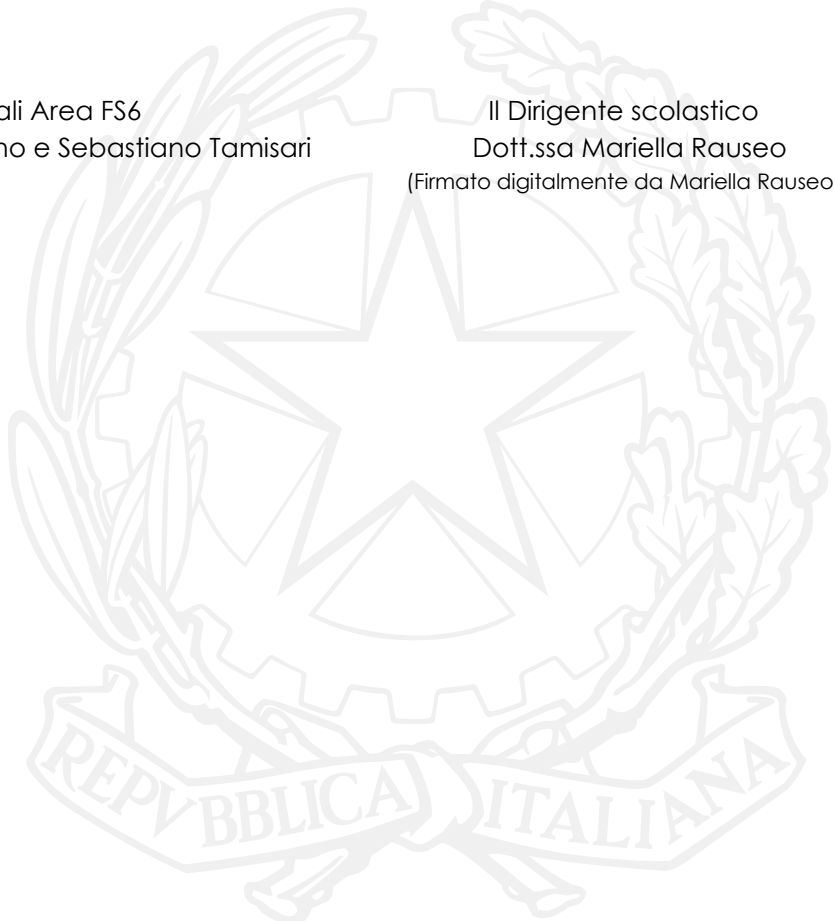 ali Area FS6 Il Dirigente scolastico
no e Sebastiano Tamisari Dott.ssa Mariella Rauseo
(Firmato digitalmente da Mariella Rauseo
REPVBBLICA ITALIANA